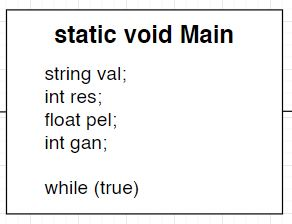 static void Main
string val;
int res;
float pel;
int gan;
while (true)